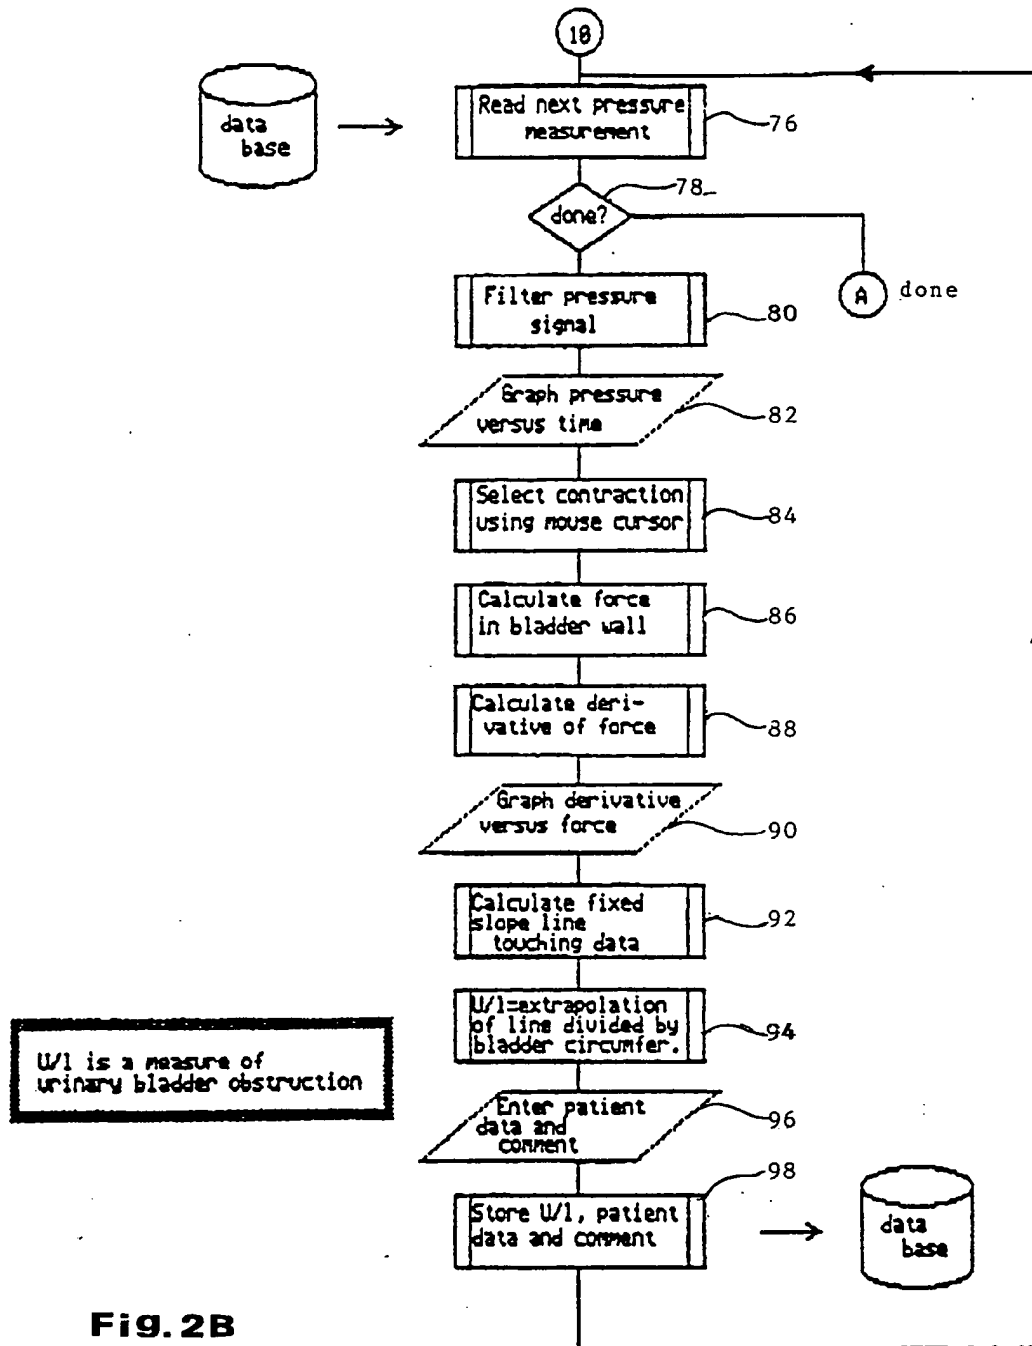 10
data
base
Read next pressure
measurement
76
78
done?
A
done
Filter pressure
signal
80
Graph pressure
versus time
82
Select contraction
using mouse cursor
84
Calculate force
in bladder wall
86
Calculate deri-
vative of force
88
Graph derivative
versus force
90
Calculate fixed
slope line
touching data
92
U/l=extrapolation
of line divided by
bladder circumfer.
94
U/l is a measure of
urinary bladder obstruction
Enter patient
data and
comment
96
98
Store U/l, patient
data and comment
data
base
Fig. 2B